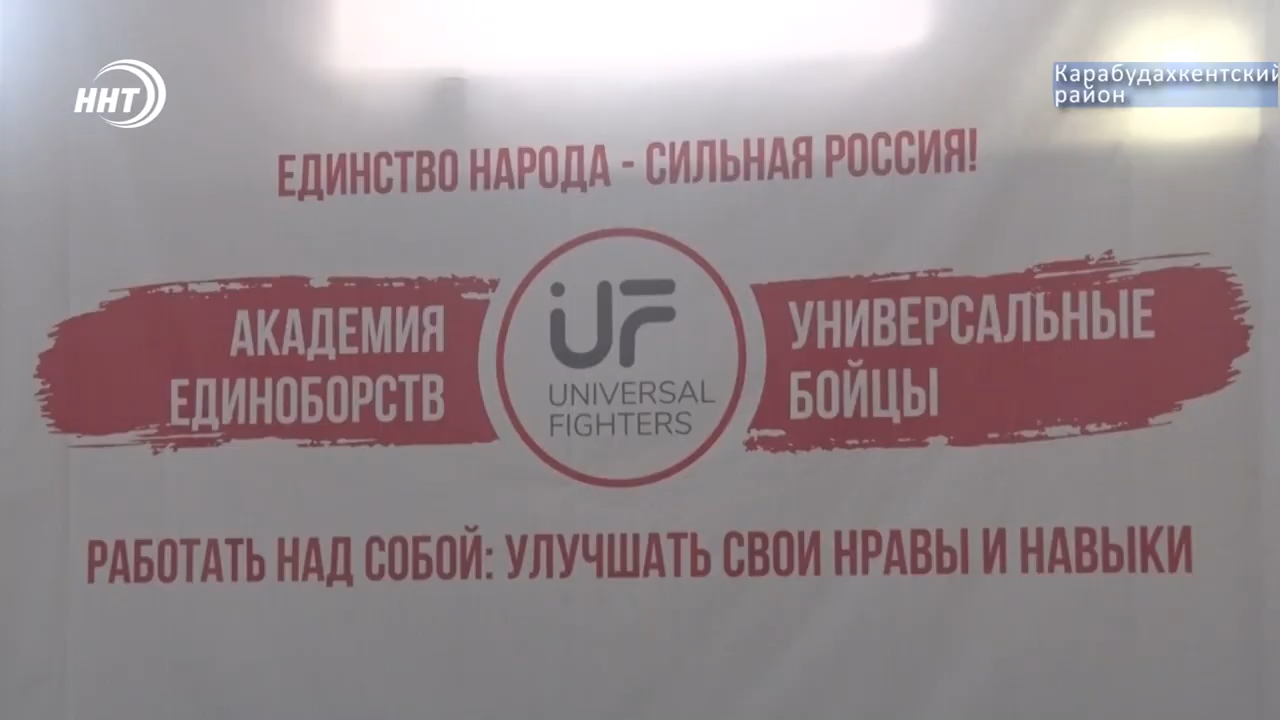 ННТ
Карабудахкентский
район
ЕДИНСТВО НАРОДА - СИЛЬНАЯ РОССИЯ!
АКАДЕМИЯ
ЕДИНОБОРСТВ
UF
UNIVERSAL
FIGHTERS
УНИВЕРСАЛЬНЫЕ
БОЙЦЫ
РАБОТАТЬ НАД СОБОЙ: УЛУЧШАТЬ СВОИ НРАВЫ И НАВЫКИ